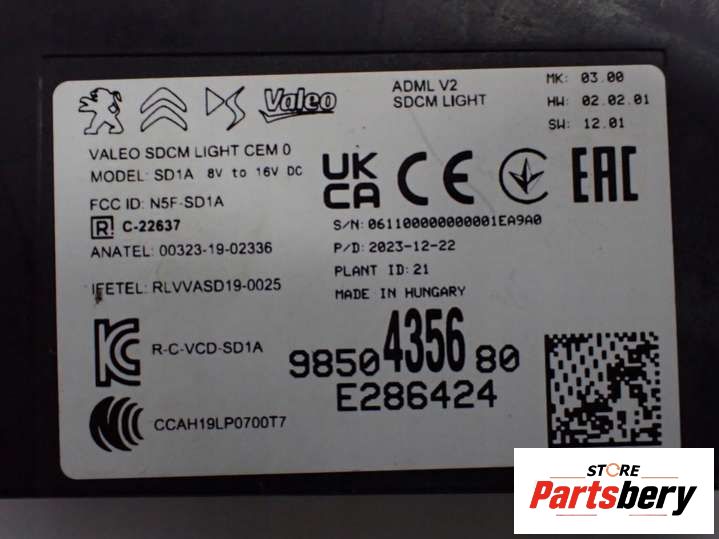 Valeo
ADML V2
SDCM LIGHT
MK: 03.00
HW: 02.02.01
SW: 12.01
VALEO SDCM LIGHT CEM 0
MODEL: SD1A 8V to 16V DC
FCC ID: N5F-SD1A
R C-22637
ANATEL: 00323-19-02336
IFETEL: RLVVASD19-0025
UK
CA
CE
EAC
S/N: 061100000000001EA9A0
P/D: 2023-12-22
PLANT ID: 21
MADE IN HUNGARY
KC
R-C-VCD-SD1A
9850435680
E286424
CCAH19LP0700T7
STORE
Partsbery